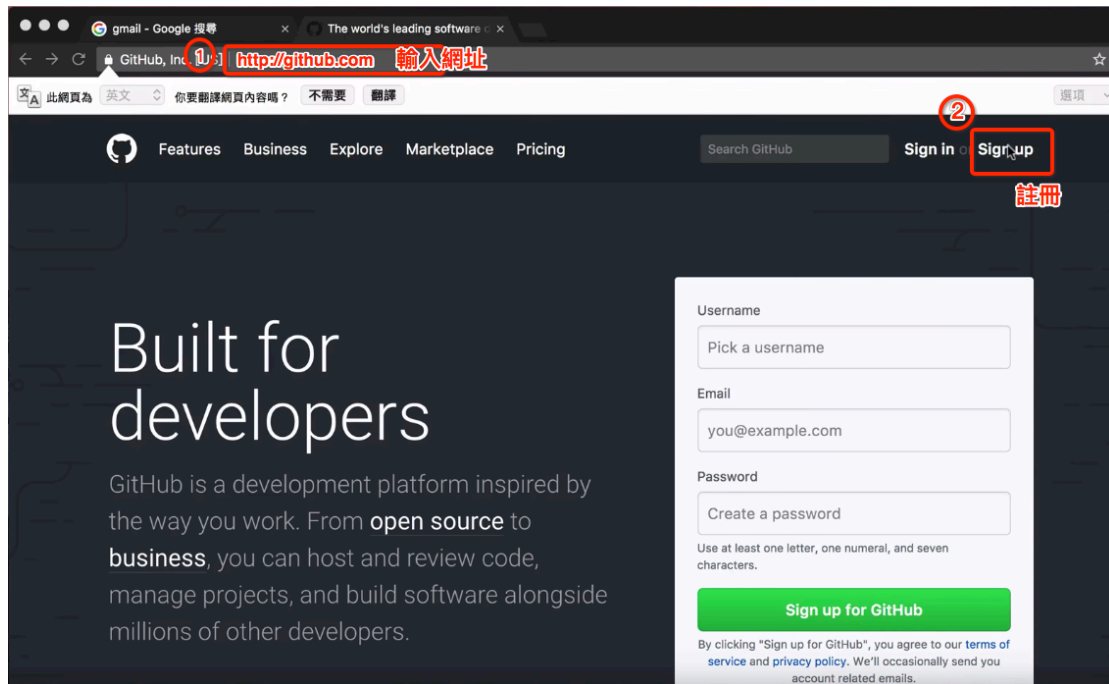 gmail - Google 搜尋
The world's leading software
①
GitHub, Inc. [US]
http://github.com 輸入網址
此網頁為 英文 你要翻譯網頁內容嗎？ 不需要 翻譯 選項
②
Features Business Explore Marketplace Pricing Search GitHub Sign in or Sign up
註冊
Built for
developers
GitHub is a development platform inspired by
the way you work. From open source to
business, you can host and review code,
manage projects, and build software alongside
millions of other developers.
Username
Pick a username
Email
you@example.com
Password
Create a password
Use at least one letter, one numeral, and seven
characters.
Sign up for GitHub
By clicking "Sign up for GitHub", you agree to our terms of
service and privacy policy. We'll occasionally send you
account related emails.